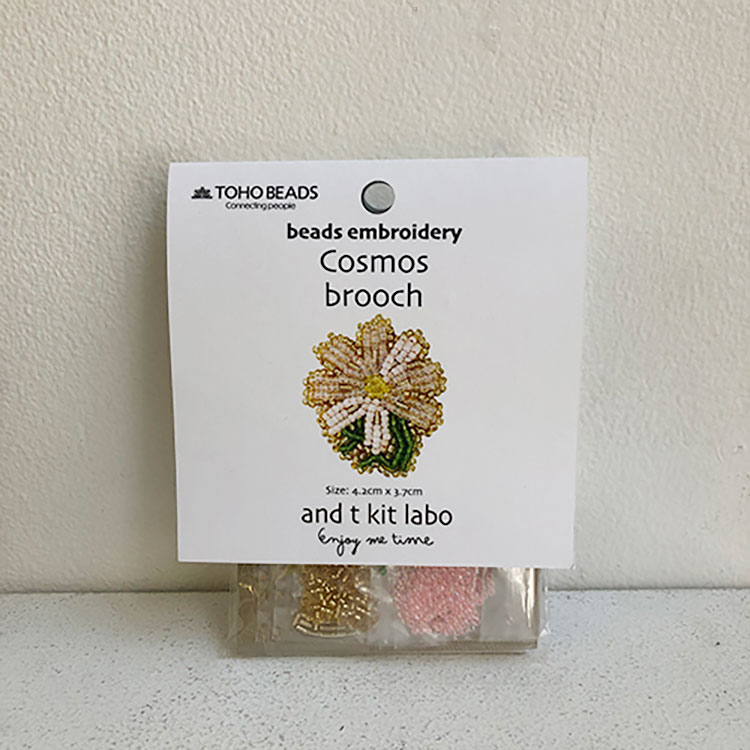 TOHO BEADS
Connecting people
beads embroidery
Cosmos
brooch
Size: 4.2cm x 3.7cm
and t kit labo
enjoy me time